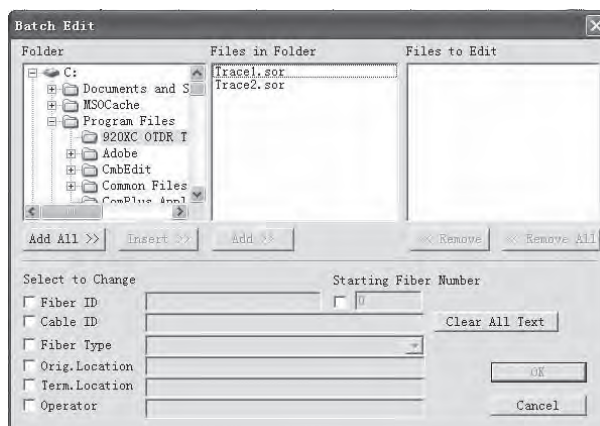 Batch Edit
Folder Files in Folder Files to Edit
C:
Documents and S
MSOCache
Program Files
920XC OTDR T
Adobe
CmbEdit
Common Files
ComPlus Appl
Trace1.sor
Trace2.sor
Add All >> Insert >> Add >> << Remove << Remove All
Select to Change Starting Fiber Number
Fiber ID 0
Cable ID Clear All Text
Fiber Type
Orig.Location OK
Term.Location
Operator Cancel